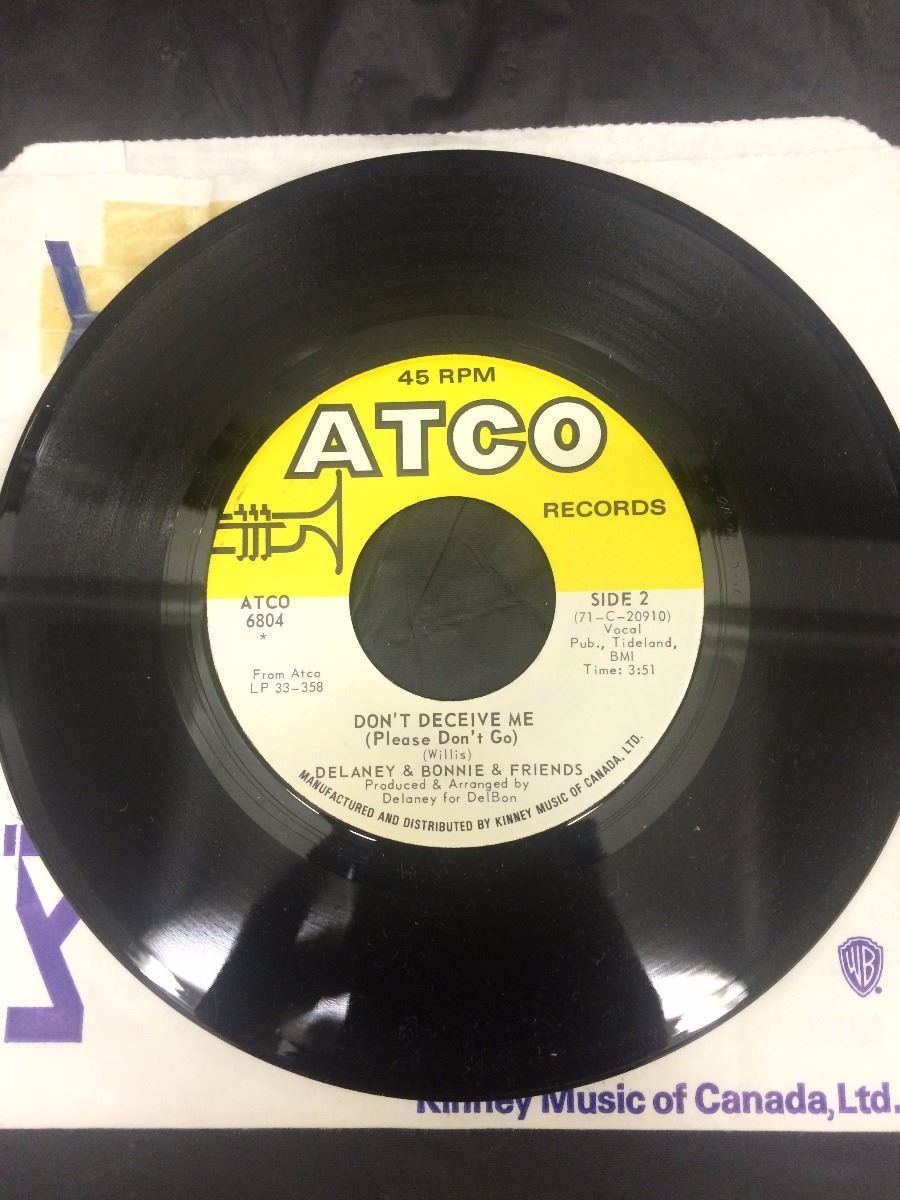 45 RPM
ATCO
RECORDS
ATCO
6804
*
From Atco
LP 33-358
SIDE 2
(71-C-20910)
Vocal
Pub., Tideland,
BMI
Time: 3:51
DON'T DECEIVE ME
(Please Don't Go)
(Willis)
DELANEY & BONNIE & FRIENDS
Produced & Arranged by
Delaney for DelBon
MANUFACTURED AND DISTRIBUTED BY KINNEY MUSIC OF CANADA, LTD.
WB
Kinney Music of Canada, Ltd.